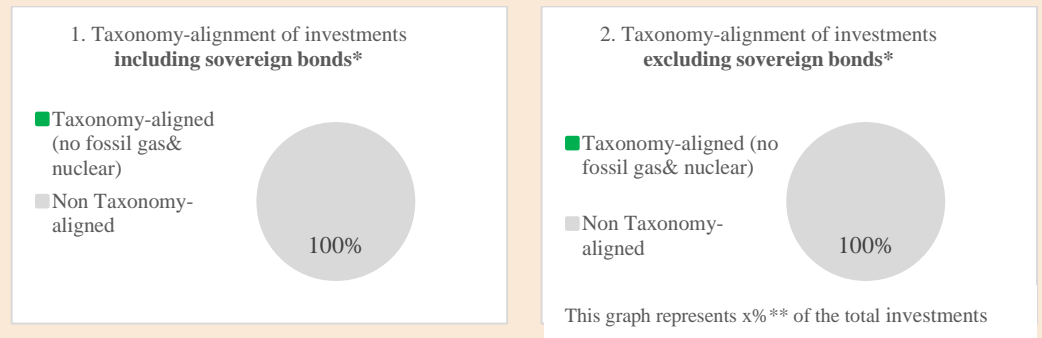 1. Taxonomy-alignment of investments
including sovereign bonds*
Taxonomy-aligned
(no fossil gas&
nuclear)
Non Taxonomy-
aligned
100%
2. Taxonomy-alignment of investments
excluding sovereign bonds*
Taxonomy-aligned (no
fossil gas& nuclear)
Non Taxonomy-
aligned
100%
This graph represents x%** of the total investments